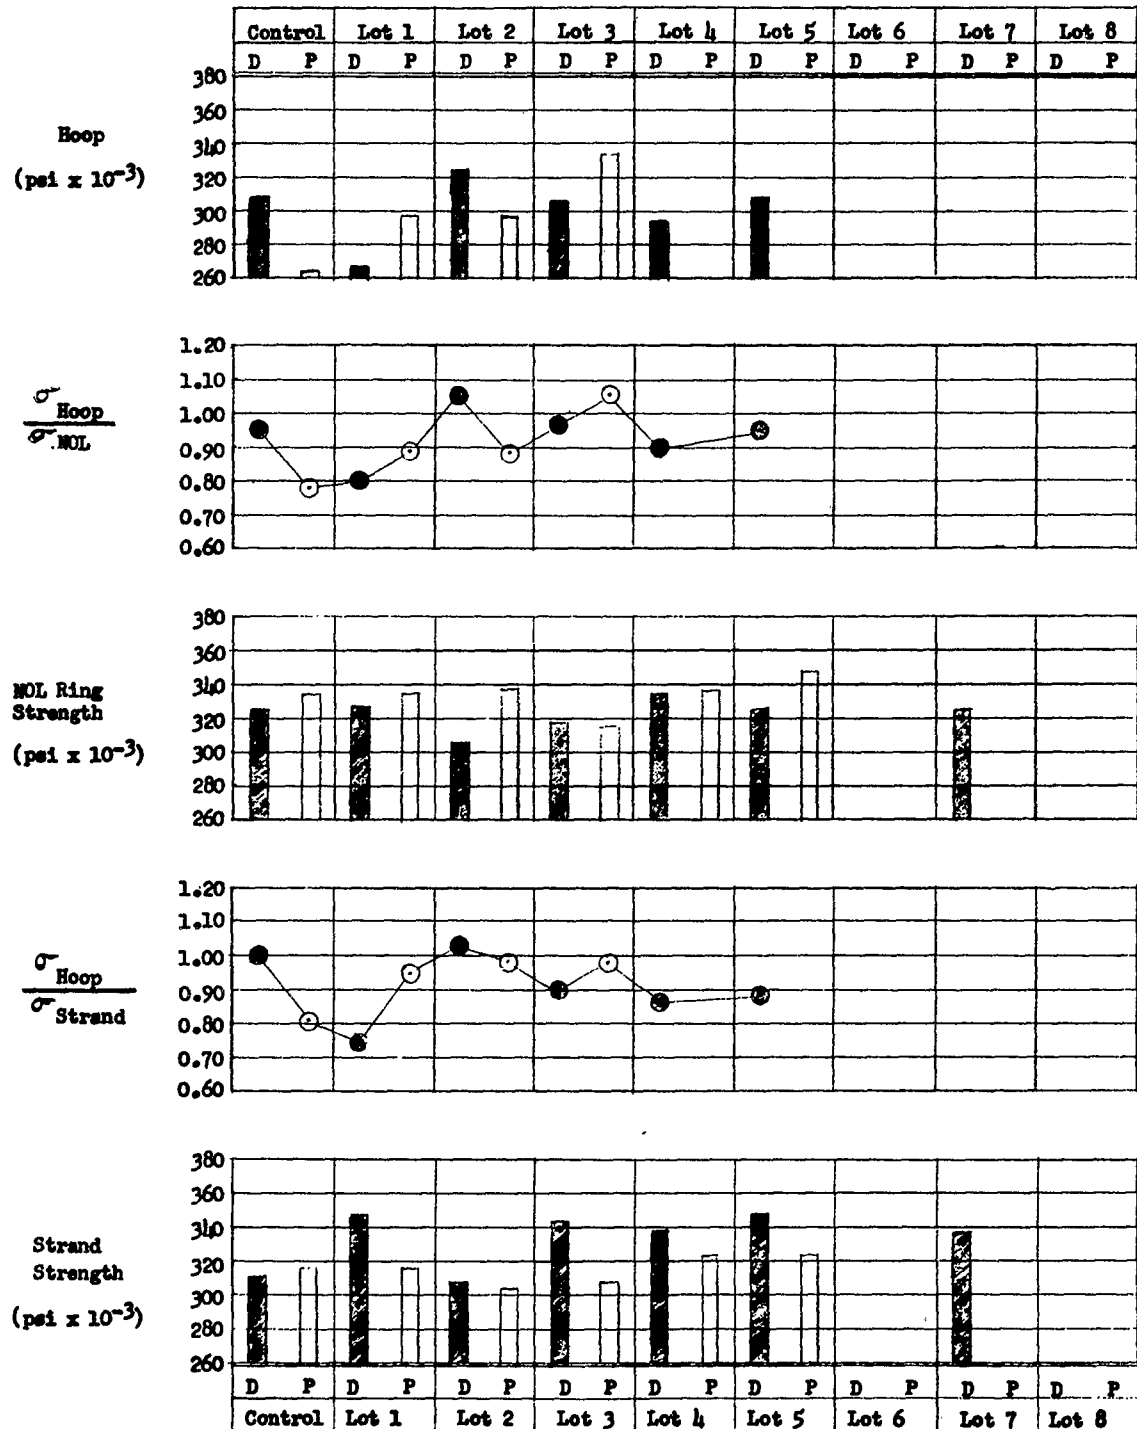 Control Lot 1 Lot 2 Lot 3 Lot 4 Lot 5 Lot 6 Lot 7 Lot 8
D P D P D P D P D P D P D P D P D P
Hoop
(psi x 10⁻³)
380
360
340
320
300
280
260
σ Hoop
σ NOL
1.20
1.10
1.00
0.90
0.80
0.70
0.60
NOL Ring
Strength
(psi x 10⁻³)
380
360
340
320
300
280
260
σ Hoop
σ Strand
1.20
1.10
1.00
0.90
0.80
0.70
0.60
Strand
Strength
(psi x 10⁻³)
380
360
340
320
300
280
260
D P D P D P D P D P D P D P D P D P
Control Lot 1 Lot 2 Lot 3 Lot 4 Lot 5 Lot 6 Lot 7 Lot 8